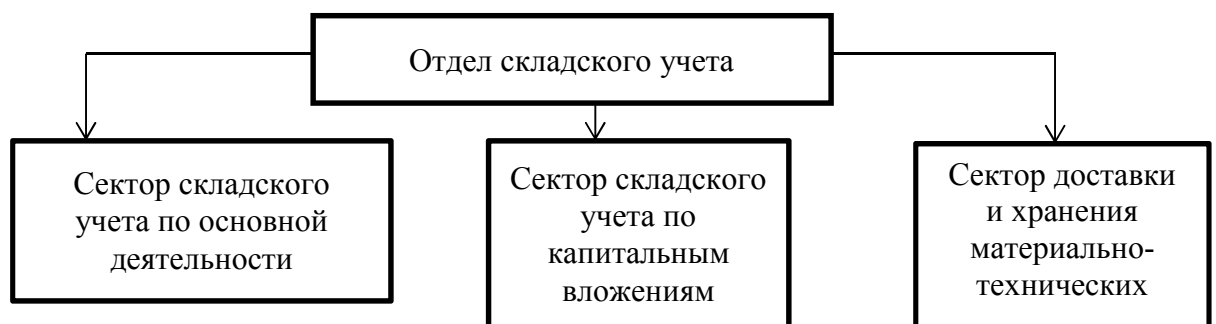 Отдел складского учета
Сектор складского
учета по основной
деятельности
Сектор складского
учета по
капитальным
вложениям
Сектор доставки
и хранения
материально-
технических